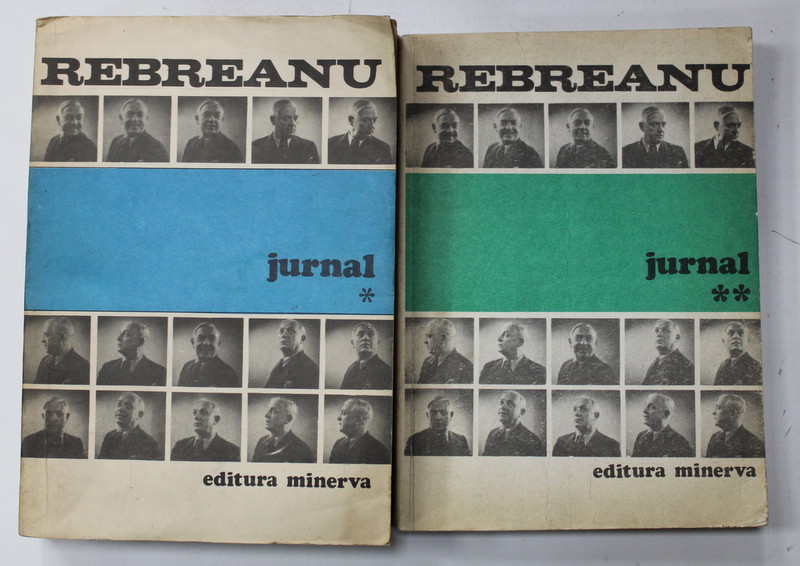 REBREANU
jurnal
*
editura minerva
REBREANU
jurnal
**
editura minerva